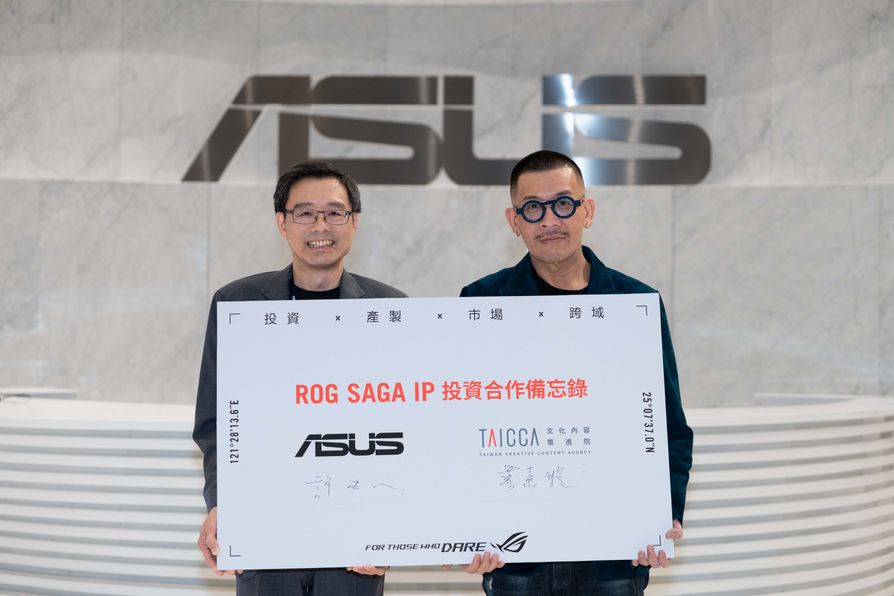 ASUS
投資 x 產製 x 市場 x 跨域
ROG SAGA IP 投資合作備忘錄
121°28'13.6"E
25°07'37.0"N
ASUS
TAICCA 文化內容
策進院
TAIWAN CREATIVE CONTENT AGENCY
FOR THOSE WHO DARE